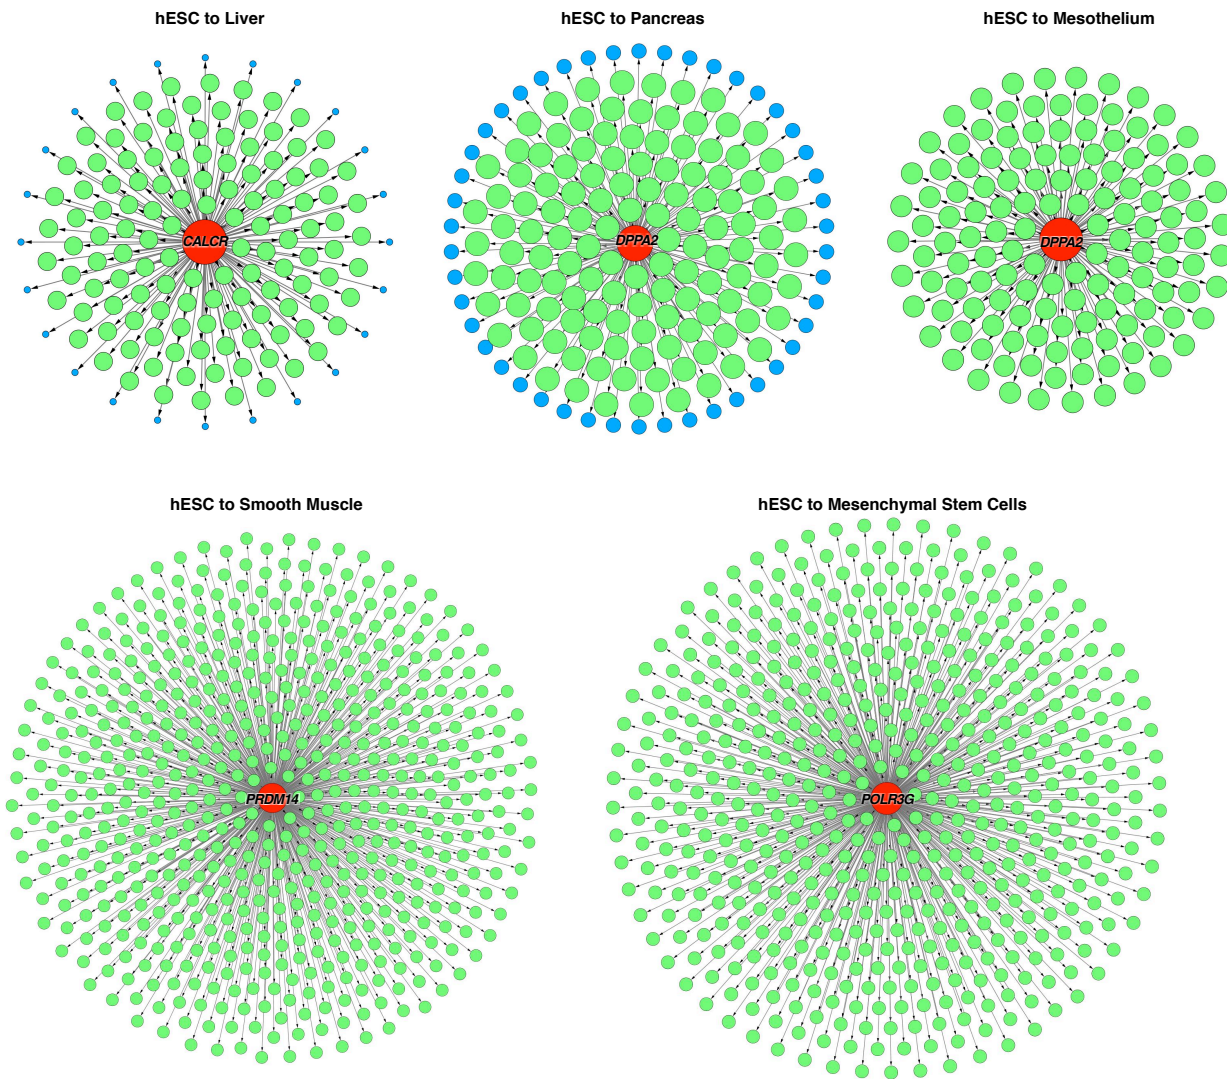 hESC to Liver
hESC to Pancreas
hESC to Mesothelium
CALCR
DPPA2
DPPA2
hESC to Smooth Muscle
hESC to Mesenchymal Stem Cells
PRDM14
POLR3G